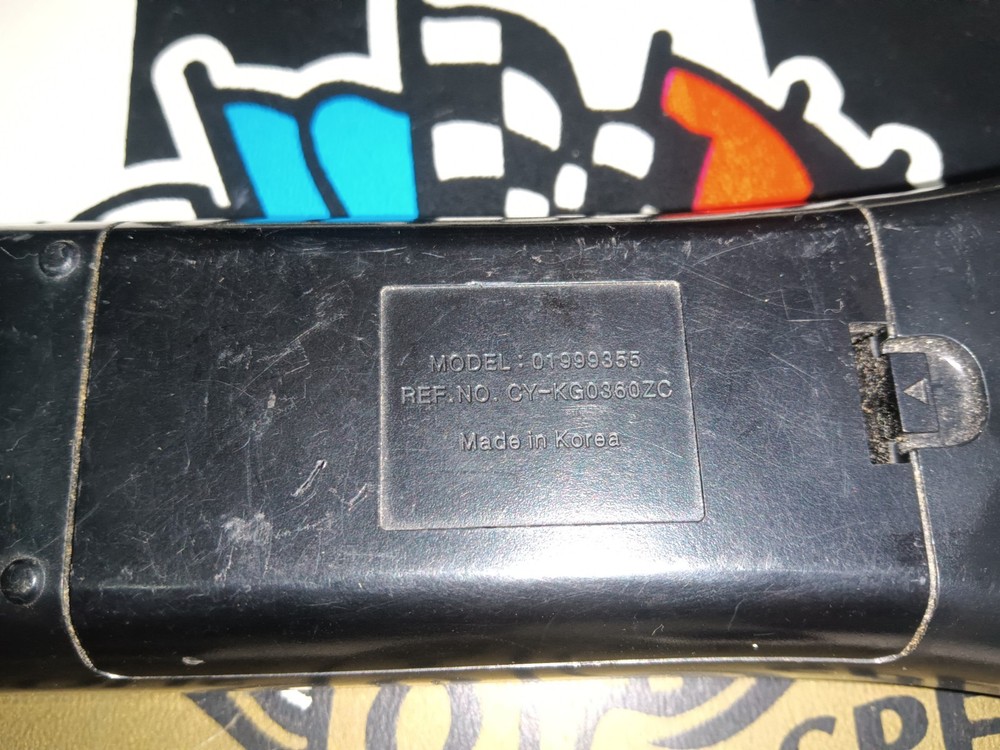 MODEL : 01999355
REF.NO. CY-KG0360ZC
Made in Korea